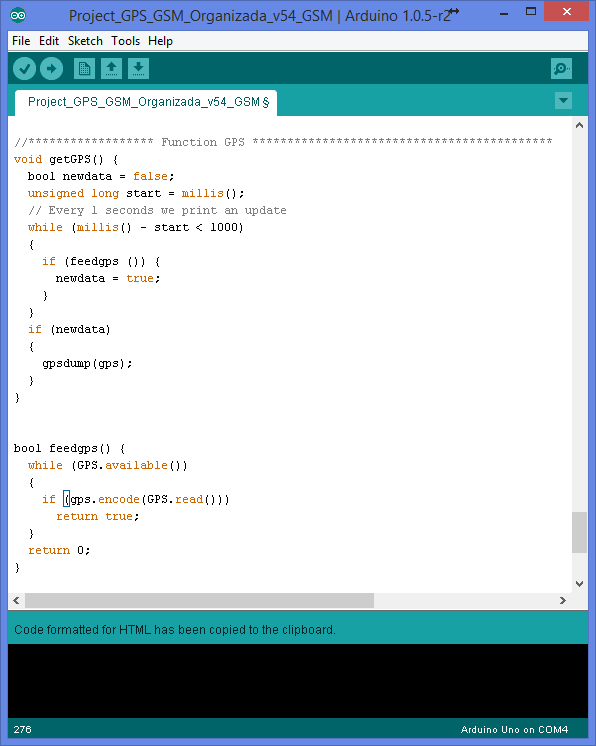 Project_GPS_GSM_Organizada_v54_GSM | Arduino 1.0.5-r2
File Edit Sketch Tools Help
Project_GPS_GSM_Organizada_v54_GSM §
//****************** Function GPS *******************************************
void getGPS() {
  bool newdata = false;
  unsigned long start = millis();
  // Every 1 seconds we print an update
  while (millis() - start < 1000)
  {
    if (feedgps ()) {
      newdata = true;
    }
  }
  if (newdata)
  {
    gpsdump(gps);
  }
}
bool feedgps() {
  while (GPS.available())
  {
    if (gps.encode(GPS.read()))
      return true;
  }
  return 0;
}
Code formatted for HTML has been copied to the clipboard.
276
Arduino Uno on COM4